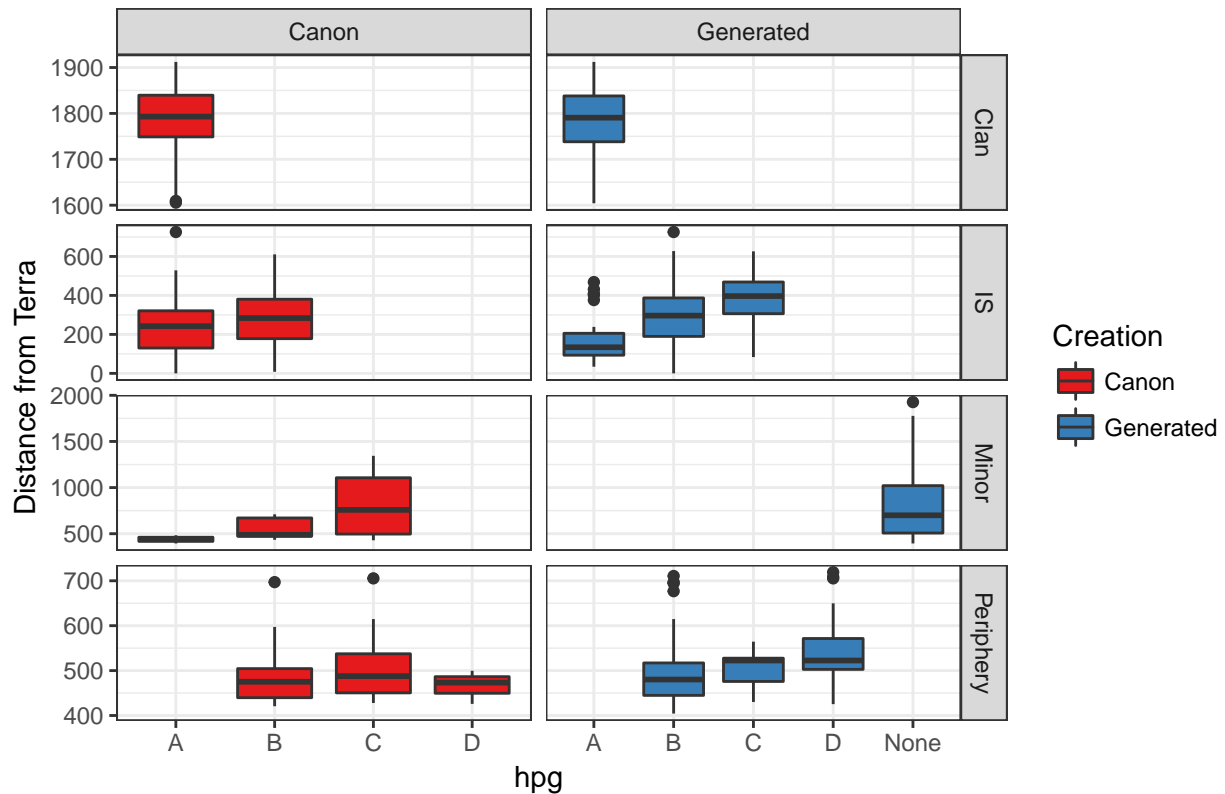 Canon Generated
1900
1800
1700
1600
Clan
600
400
200
0
IS
2000
1500
1000
500
Minor
700
600
500
400
Periphery
Distance from Terra
A B C D A B C D None
hpg
Creation
Canon
Generated